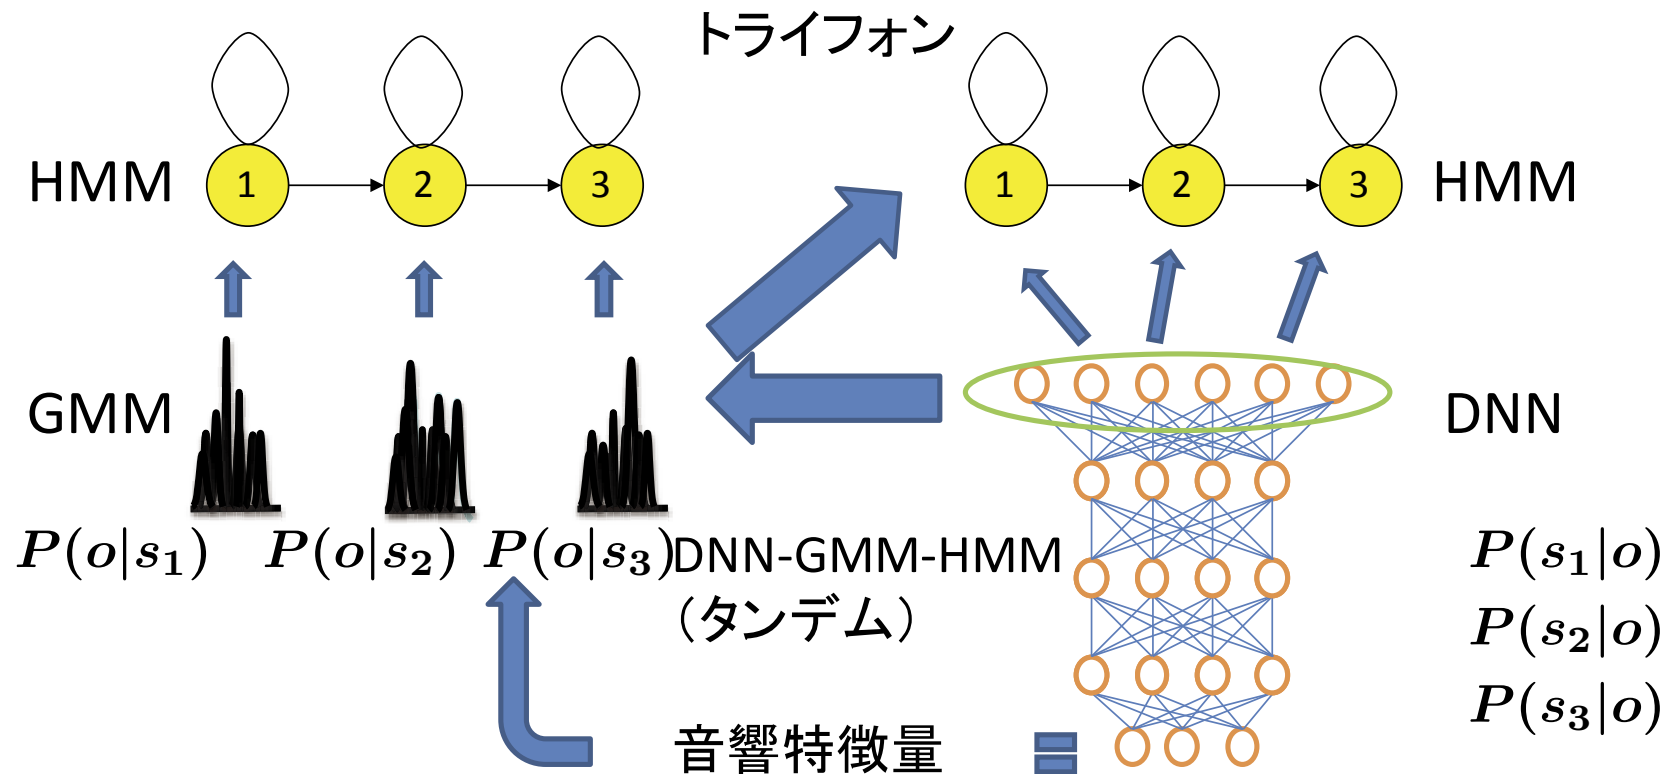 トライフォン
HMM 1 2 3 1 2 3 HMM
GMM DNN
P(o|s₁) P(o|s₂) P(o|s₃) DNN-GMM-HMM P(s₁|o)
（タンデム） P(s₂|o)
P(s₃|o)
音響特徴量